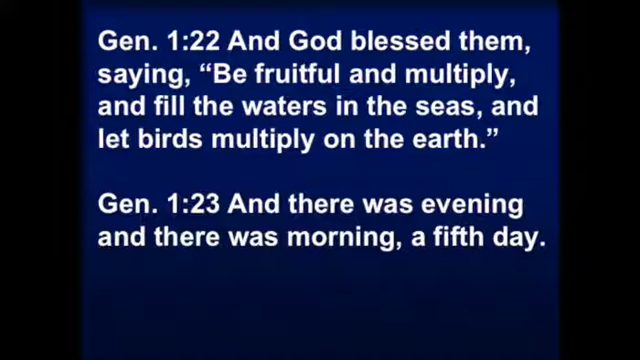 Gen. 1:22 And God blessed them,
saying, “Be fruitful and multiply,
and fill the waters in the seas, and
let birds multiply on the earth.”
Gen. 1:23 And there was evening
and there was morning, a fifth day.